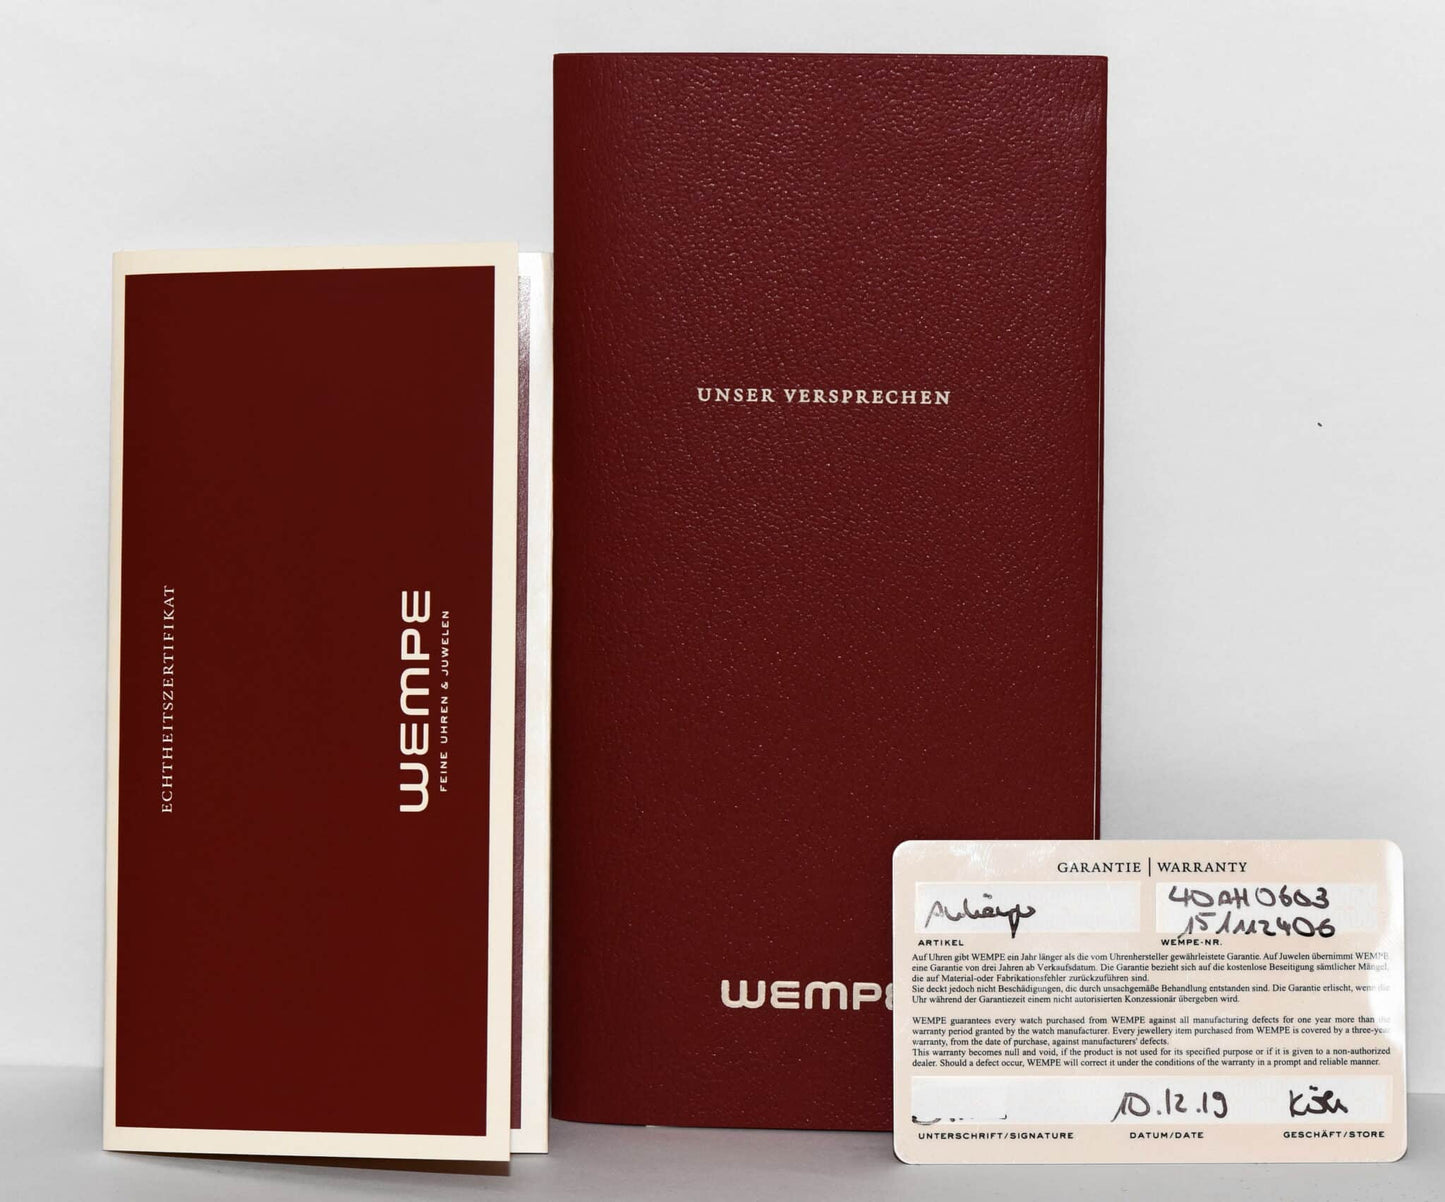 ECHTHEITSZERTIFIKAT
WEMPE
FEINE UHREN & JUWELEN
UNSER VERSPRECHEN
WEMPE
GARANTIE | WARRANTY
Anhänger
40AH0603
15/112406
ARTIKEL
WEMPE-NR.
Auf Uhren gibt WEMPE ein Jahr länger als die vom Uhrenhersteller gewährleistete Garantie. Auf Juwelen übernimmt WEMPE
eine Garantie von drei Jahren ab Verkaufsdatum. Die Garantie bezieht sich auf die kostenlose Beseitigung sämtlicher Mängel,
die auf Material-oder Fabrikationsfehler zurückzuführen sind.
Sie deckt jedoch nicht Beschädigungen, die durch unsachgemäße Behandlung entstanden sind. Die Garantie erlischt, wenn die
Uhr während der Garantiezeit einem nicht autorisierten Konzessionär übergeben wird.
WEMPE guarantees every watch purchased from WEMPE against all manufacturing defects for one year more than the
warranty period granted by the watch manufacturer. Every jewellery item purchased from WEMPE is covered by a three-year
warranty, from the date of purchase, against manufacturers' defects.
This warranty becomes null and void, if the product is not used for its specified purpose or if it is given to a non-authorized
dealer. Should a defect occur, WEMPE will correct it under the conditions of the warranty in a prompt and reliable manner.
10.12.19
Köln
UNTERSCHRIFT/SIGNATURE
DATUM/DATE
GESCHÄFT/STORE